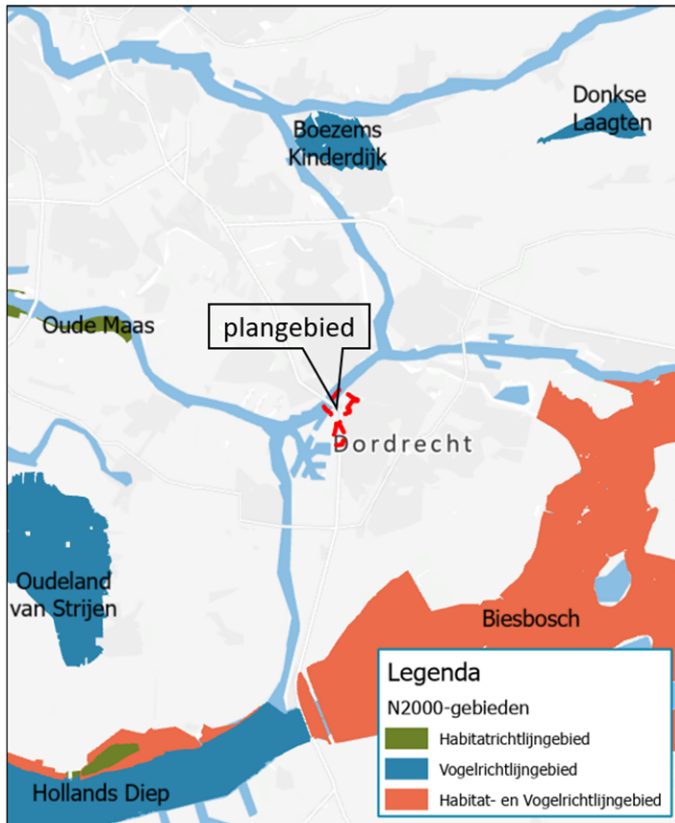 Donkse
Laagten
Boezems
Kinderdijk
Oude Maas
plangebied
Dordrecht
Oudeland
van Strijen
Biesbosch
Hollands Diep
Legenda
N2000-gebieden
Habitatrichtlijngebied
Vogelrichtlijngebied
Habitat- en Vogelrichtlijngebied